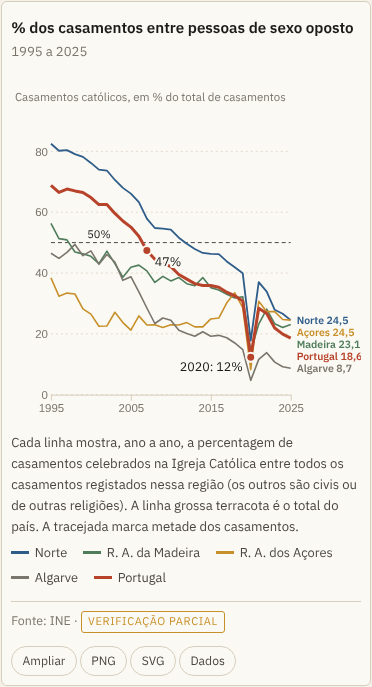 % dos casamentos entre pessoas de sexo oposto
1995 a 2025
Casamentos católicos, em % do total de casamentos
80
60
50%
47%
40
20
2020: 12%
0
1995
2005
2015
2025
Norte 24,5
Açores 24,5
Madeira 23,1
Portugal 18,6
Algarve 8,7
Cada linha mostra, ano a ano, a percentagem de
casamentos celebrados na Igreja Católica entre todos os
casamentos registados nessa região (os outros são civis ou
de outras religiões). A linha grossa terracota é o total do
país. A tracejada marca metade dos casamentos.
Norte
R. A. da Madeira
R. A. dos Açores
Algarve
Portugal
Fonte: INE · VERIFICAÇÃO PARCIAL
Ampliar
PNG
SVG
Dados